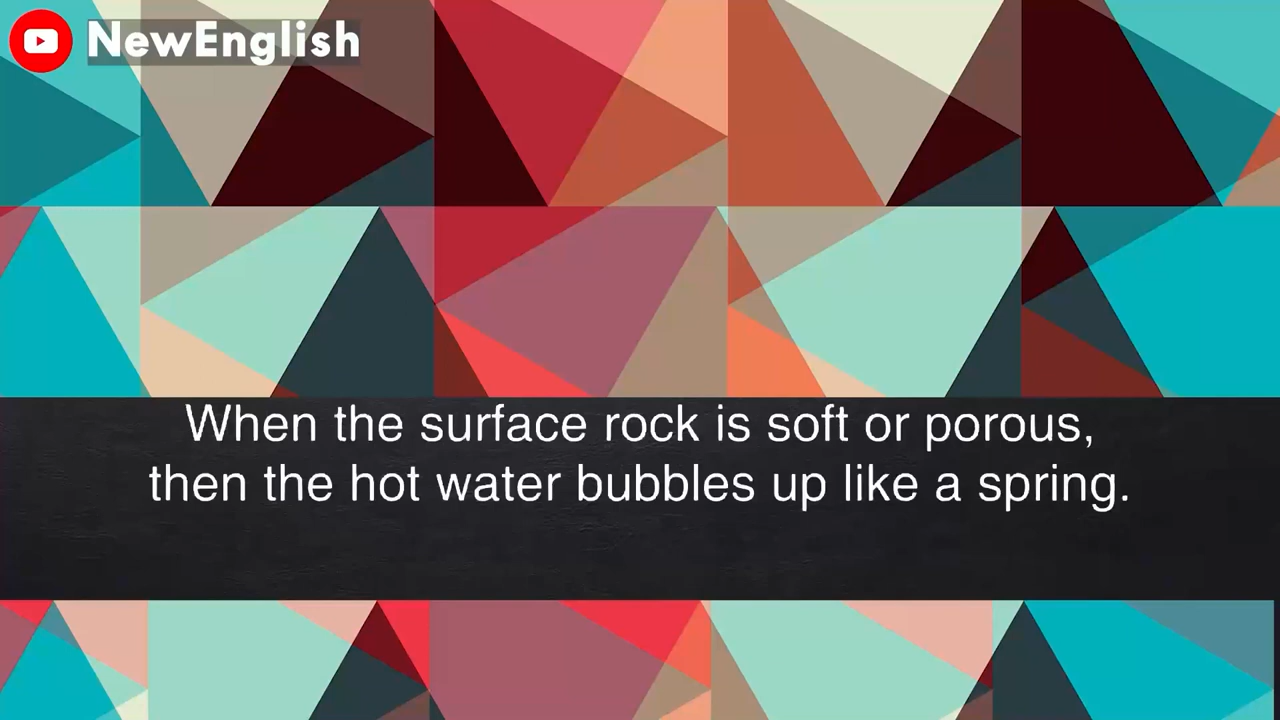 NewEnglish
When the surface rock is soft or porous,
then the hot water bubbles up like a spring.